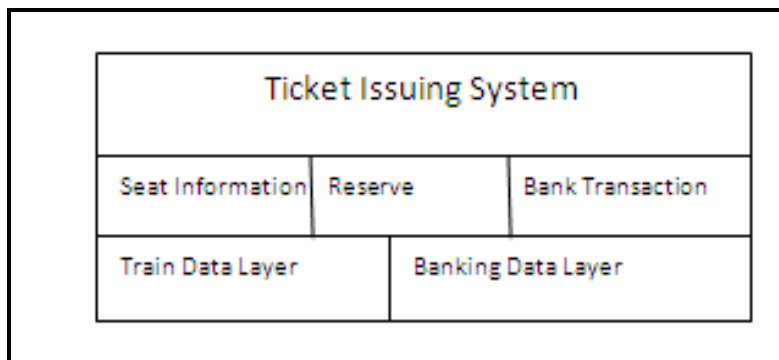 Ticket Issuing System
Seat Information Reserve Bank Transaction
Train Data Layer Banking Data Layer